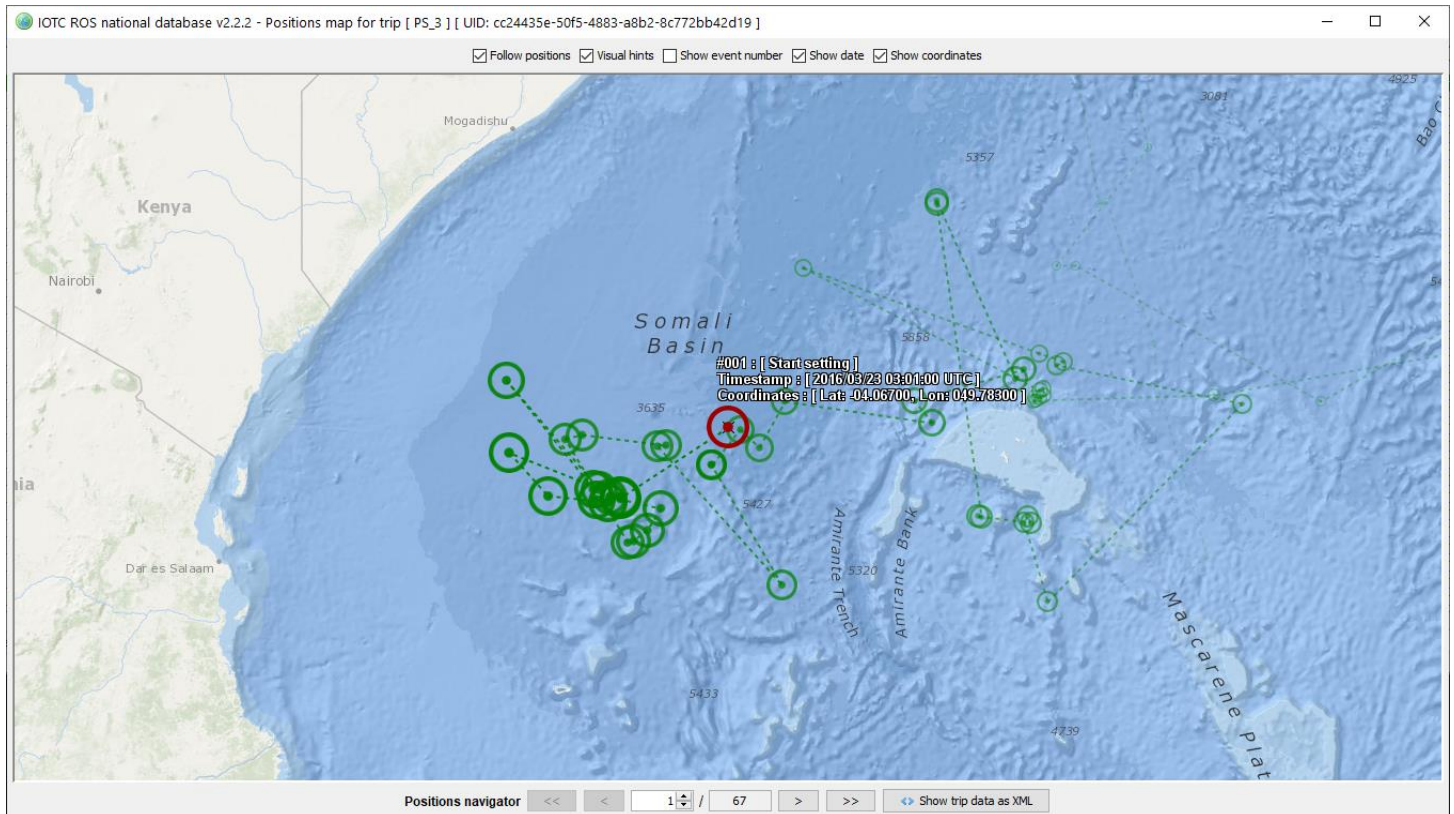 IOTC ROS national database v2.2.2 - Positions map for trip [ PS_3 ] [ UID: cc24435e-50f5-4883-a8b2-8c772bb42d19 ]
Follow positions Visual hints Show event number Show date Show coordinates
4925
3081
Bao
Mogadishu
5357
Kenya
Nairobi
Somali
Basin
5358
#001 : [ Start setting ]
Timestamp : [ 2016/03/23 03:01:00 UTC ]
Coordinates : [ Lat: -04.06700, Lon: 049.78300 ]
3635
nia
5427
Amirante Trench
Amirante Bank
5320
Dar es Salaam
Mascarene Plat
5433
4739
Positions navigator << < 1 / 67 > >> Show trip data as XML